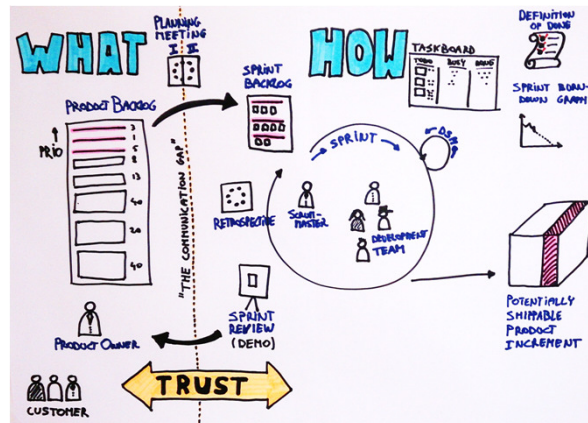 WHAT
PLANNING
MEETING
I II
HOW
DEFINITION
OF DONE
TASKBOARD
TODO BUSY DONE
SPRINT
BACKLOG
SPRINT BURN-
DOWN GRAPH
PRODUCT BACKLOG
PRIO
3
1
5
8
13
40
20
40
"THE COMMUNICATION GAP"
SPRINT
DSM
RETROSPECTIVE
SCRUM-
MASTER
DEVELOPMENT
TEAM
SPRINT
REVIEW
(DEMO)
PRODUCT OWNER
POTENTIALLY
SHIPPABLE
PRODUCT
INCREMENT
TRUST
CUSTOMER